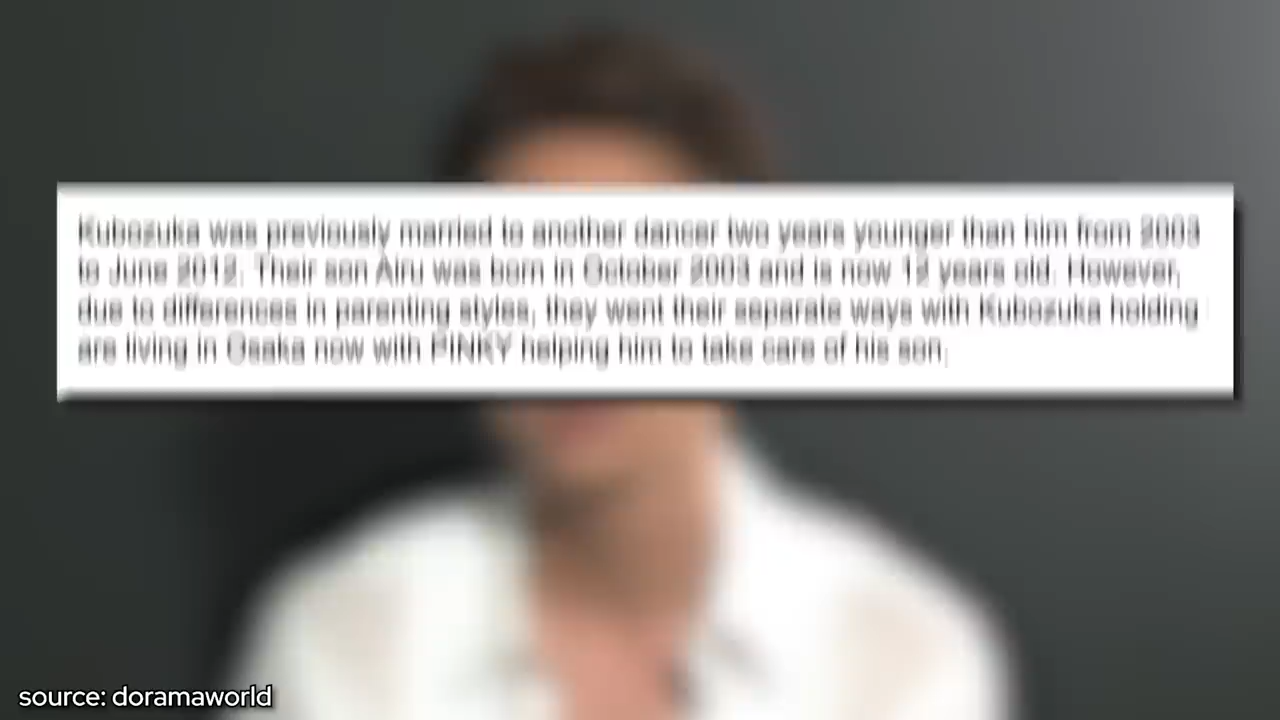 Kubozuka was previously married to another dancer two years younger than him from 2003
to June 2012. Their son Airu was born in October 2003 and is now 12 years old. However,
due to differences in parenting styles, they went their separate ways with Kubozuka holding
are living in Osaka now with PINKY helping him to take care of his son.
source: doramaworld